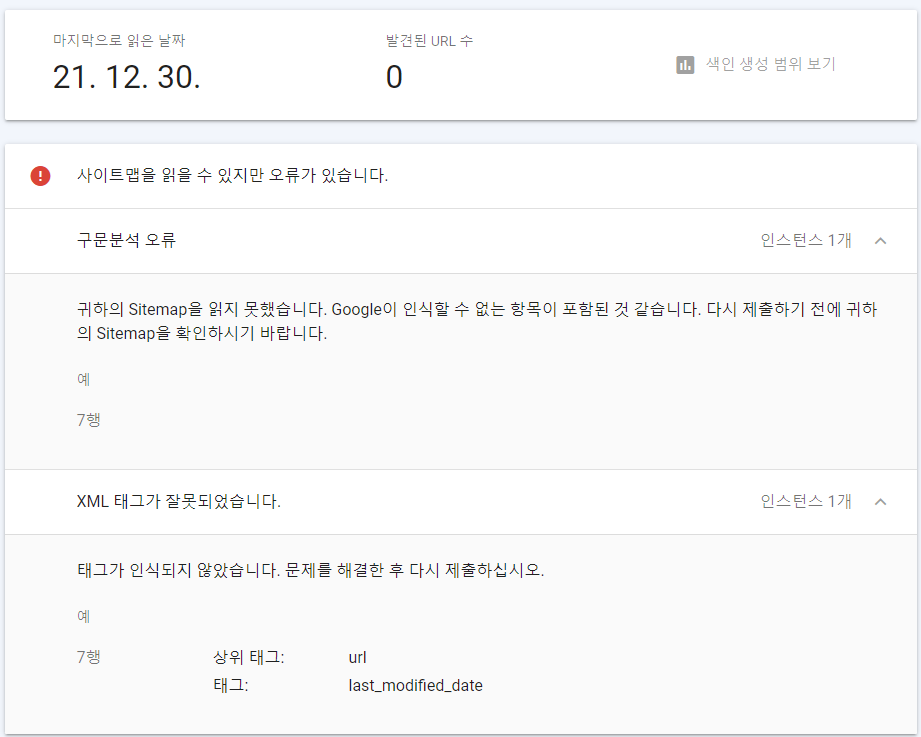 마지막으로 읽은 날짜
발견된 URL 수
21. 12. 30.
0
색인 생성 범위 보기
사이트맵을 읽을 수 있지만 오류가 있습니다.
구문분석 오류
인스턴스 1개
귀하의 Sitemap을 읽지 못했습니다. Google이 인식할 수 없는 항목이 포함된 것 같습니다. 다시 제출하기 전에 귀하
의 Sitemap을 확인하시기 바랍니다.
예
7행
XML 태그가 잘못되었습니다.
인스턴스 1개
태그가 인식되지 않았습니다. 문제를 해결한 후 다시 제출하십시오.
예
7행 상위 태그: url
태그: last_modified_date